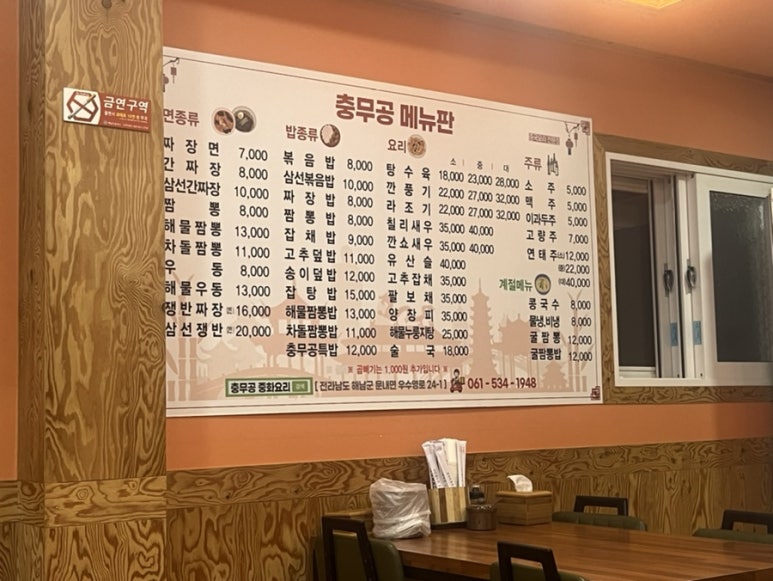 금연구역
충무공 메뉴판
면종류
짜장면 7,000
간짜장 8,000
삼선간짜장 10,000
짬뽕 8,000
해물짬뽕 13,000
차돌짬뽕 11,000
우동 8,000
해물우동 13,000
쟁반짜장 16,000
삼선쟁반 20,000
밥종류
볶음밥 8,000
삼선볶음밥 10,000
짜장밥 8,000
짬뽕밥 8,000
잡채밥 9,000
고추덮밥 11,000
송이덮밥 12,000
잡탕밥 15,000
해물짬뽕밥 13,000
차돌짬뽕밥 11,000
충무공특밥 12,000
요리
소 중 대
탕수육 18,000 23,000 28,000
깐풍기 22,000 27,000 32,000
라조기 22,000 27,000 32,000
칠리새우 35,000 40,000
깐쇼새우 35,000 40,000
유산슬 40,000
고추잡채 35,000
팔보채 35,000
양장피 35,000
해물누룽지탕 25,000
술국 18,000
주류
소주 5,000
맥주 5,000
이과두주 5,000
고량주 7,000
연태주 (소)12,000
(중)22,000
(대)40,000
계절메뉴
콩국수 8,000
물냉.비냉 8,000
굴짬뽕 12,000
굴짬뽕밥 12,000
※ 곱빼기는 1,000원 추가입니다 ※
충무공 중화요리 검색 [ 전라남도 해남군 문내면 우수영로 24-1 ] 061 - 534 - 1948